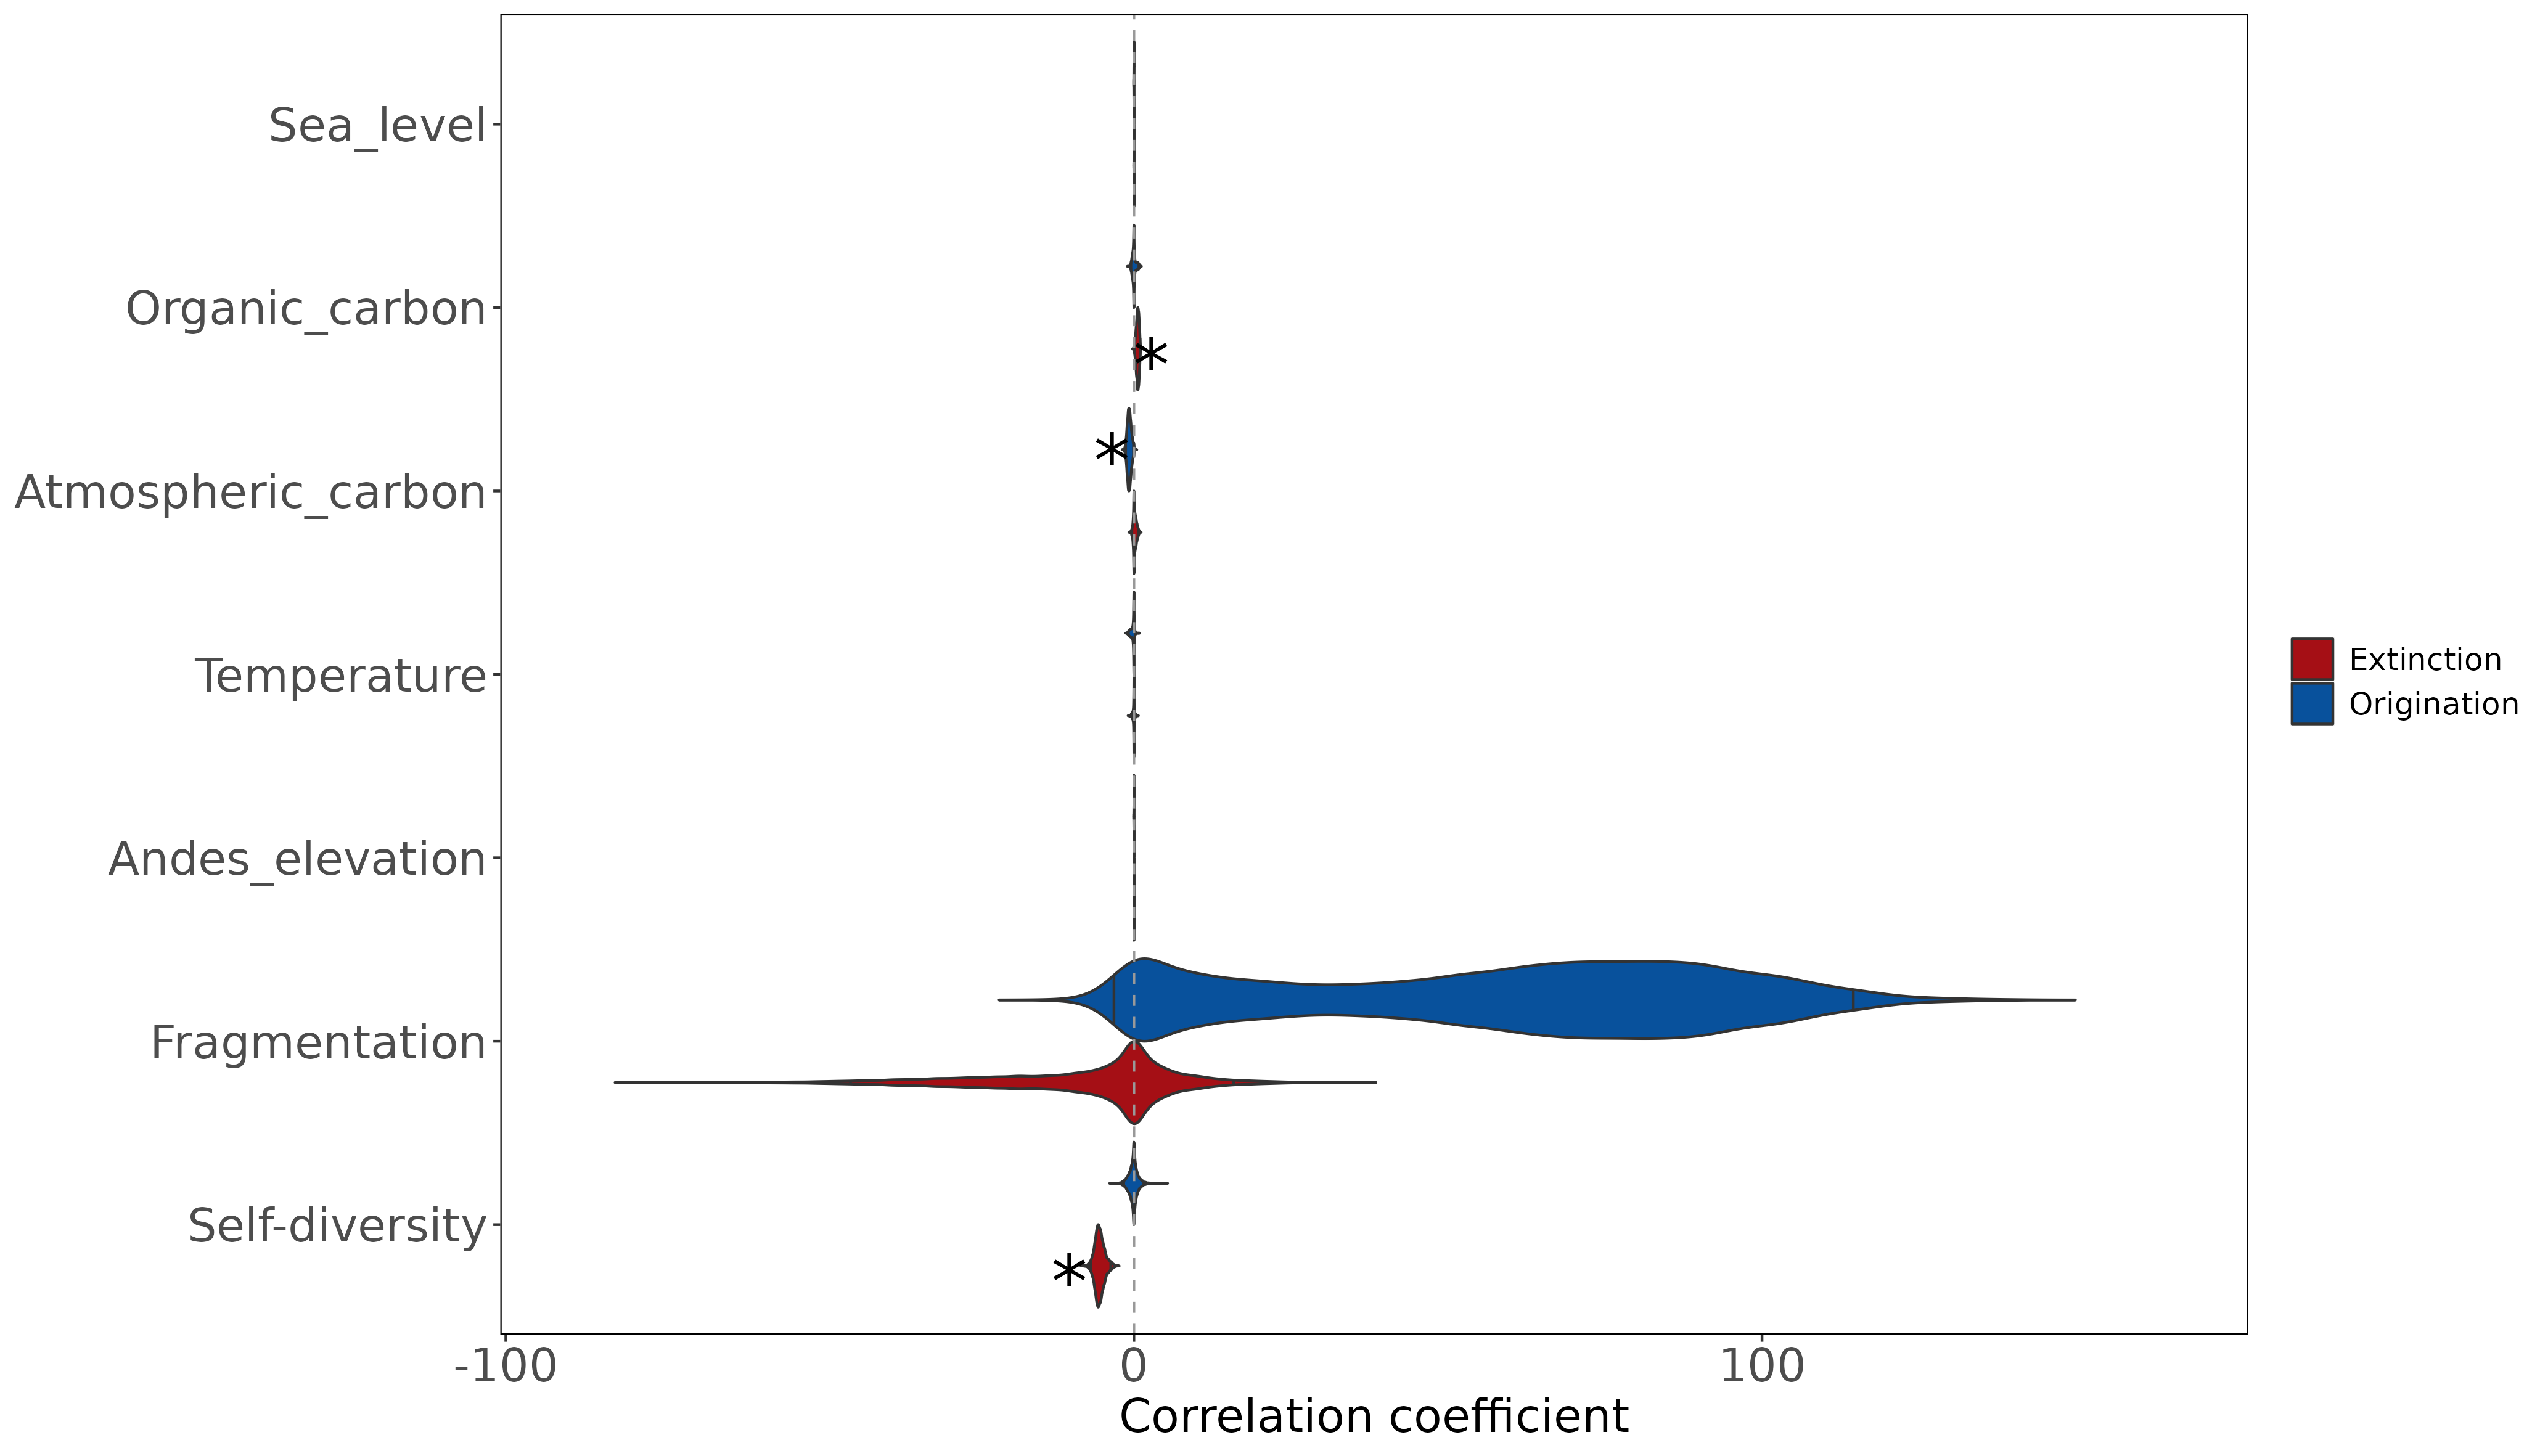 Sea_level
Organic_carbon
*
*
Atmospheric_carbon
Temperature
Extinction
Origination
Andes_elevation
Fragmentation
Self-diversity
*
-100 0 100
Correlation coefficient